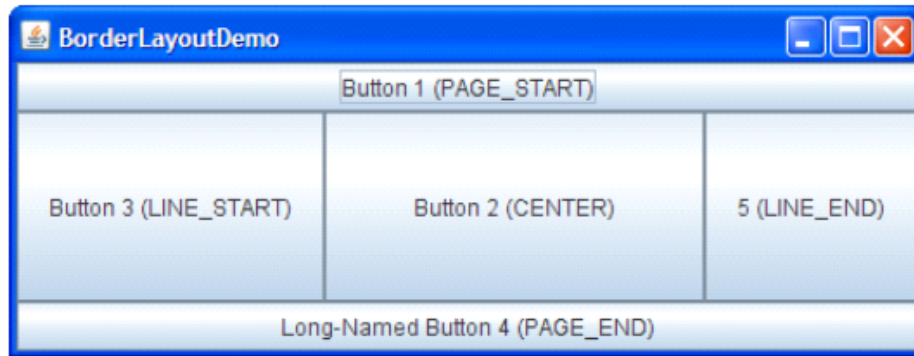 BorderLayoutDemo
Button 1 (PAGE_START)
Button 3 (LINE_START)
Button 2 (CENTER)
5 (LINE_END)
Long-Named Button 4 (PAGE_END)